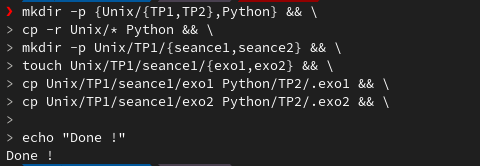 ❯ mkdir -p {Unix/{TP1,TP2},Python} && \
> cp -r Unix/* Python && \
> mkdir -p Unix/TP1/{seance1,seance2} && \
> touch Unix/TP1/seance1/{exo1,exo2} && \
> cp Unix/TP1/seance1/exo1 Python/TP2/.exo1 && \
> cp Unix/TP1/seance1/exo2 Python/TP2/.exo2 && \
>
> echo "Done !"
Done !